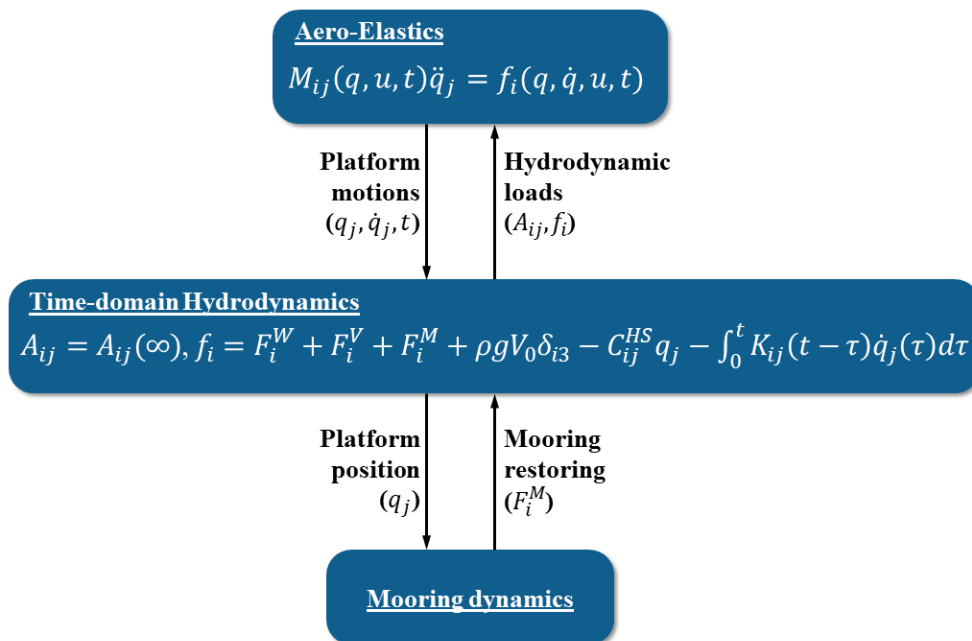 Aero-Elastics
M_{ij}(q, u, t)q̈_j = f_i(q, q̇, u, t)
Platform
motions
(q_j, q̇_j, t)
Hydrodynamic
loads
(A_{ij}, f_i)
Time-domain Hydrodynamics
A_{ij} = A_{ij}(∞), f_i = F_i^W + F_i^V + F_i^M + ρgV_0δ_{i3} − C_{ij}^{HS}q_j − ∫_0^t K_{ij}(t − τ)q̇_j(τ)dτ
Platform
position
(q_j)
Mooring
restoring
(F_i^M)
Mooring dynamics